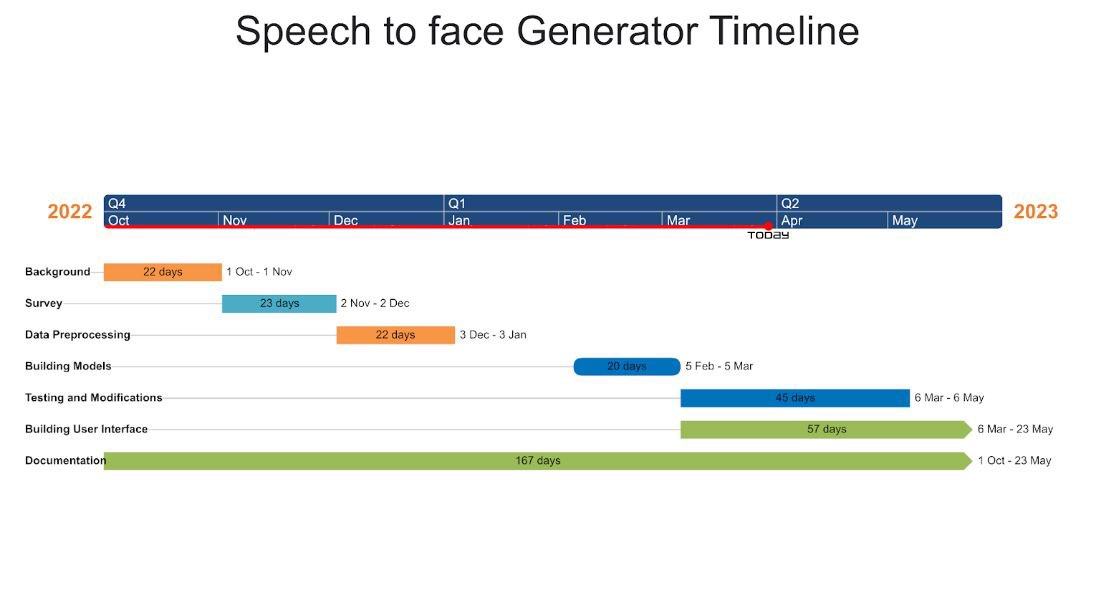 Speech to face Generator Timeline
2022
Q4 Q1 Q2
Oct Nov Dec Jan Feb Mar Apr May
2023
TODAY
Background 22 days 1 Oct - 1 Nov
Survey 23 days 2 Nov - 2 Dec
Data Preprocessing 22 days 3 Dec - 3 Jan
Building Models 20 days 5 Feb - 5 Mar
Testing and Modifications 45 days 6 Mar - 6 May
Building User Interface 57 days 6 Mar - 23 May
Documentation 167 days 1 Oct - 23 May